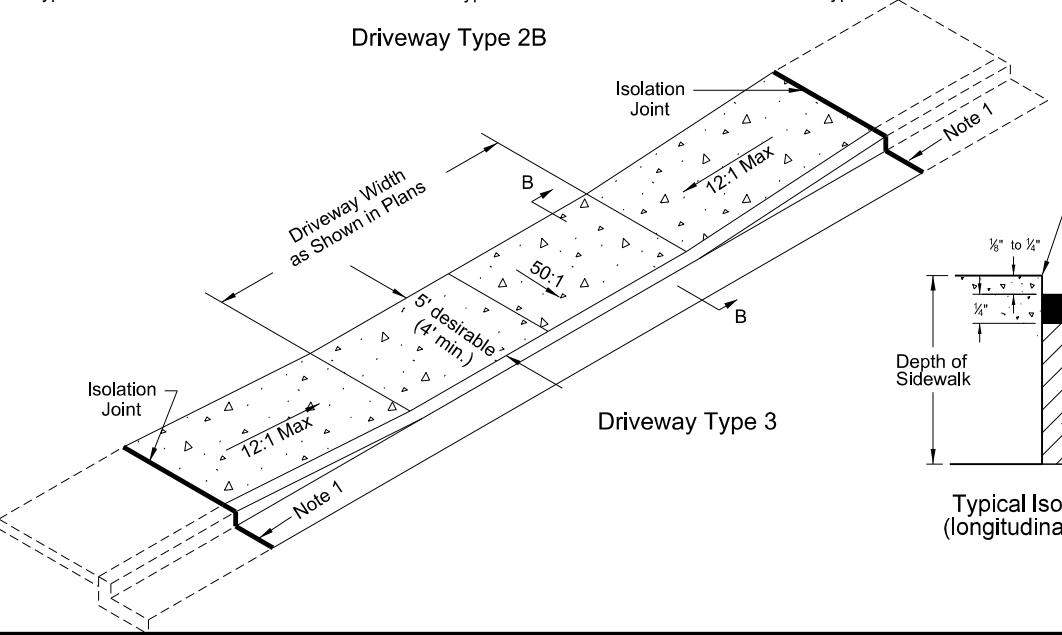 Driveway Type 2B
Isolation
Joint
Note 1
12:1 Max
B
Driveway Width
as Shown in Plans
50:1
5' desirable
(4' min.)
B
⅛" to ¼"
¼"
Depth of
Sidewalk
Isolation
Joint
12:1 Max
Driveway Type 3
Note 1
Typical Iso
(longitudina